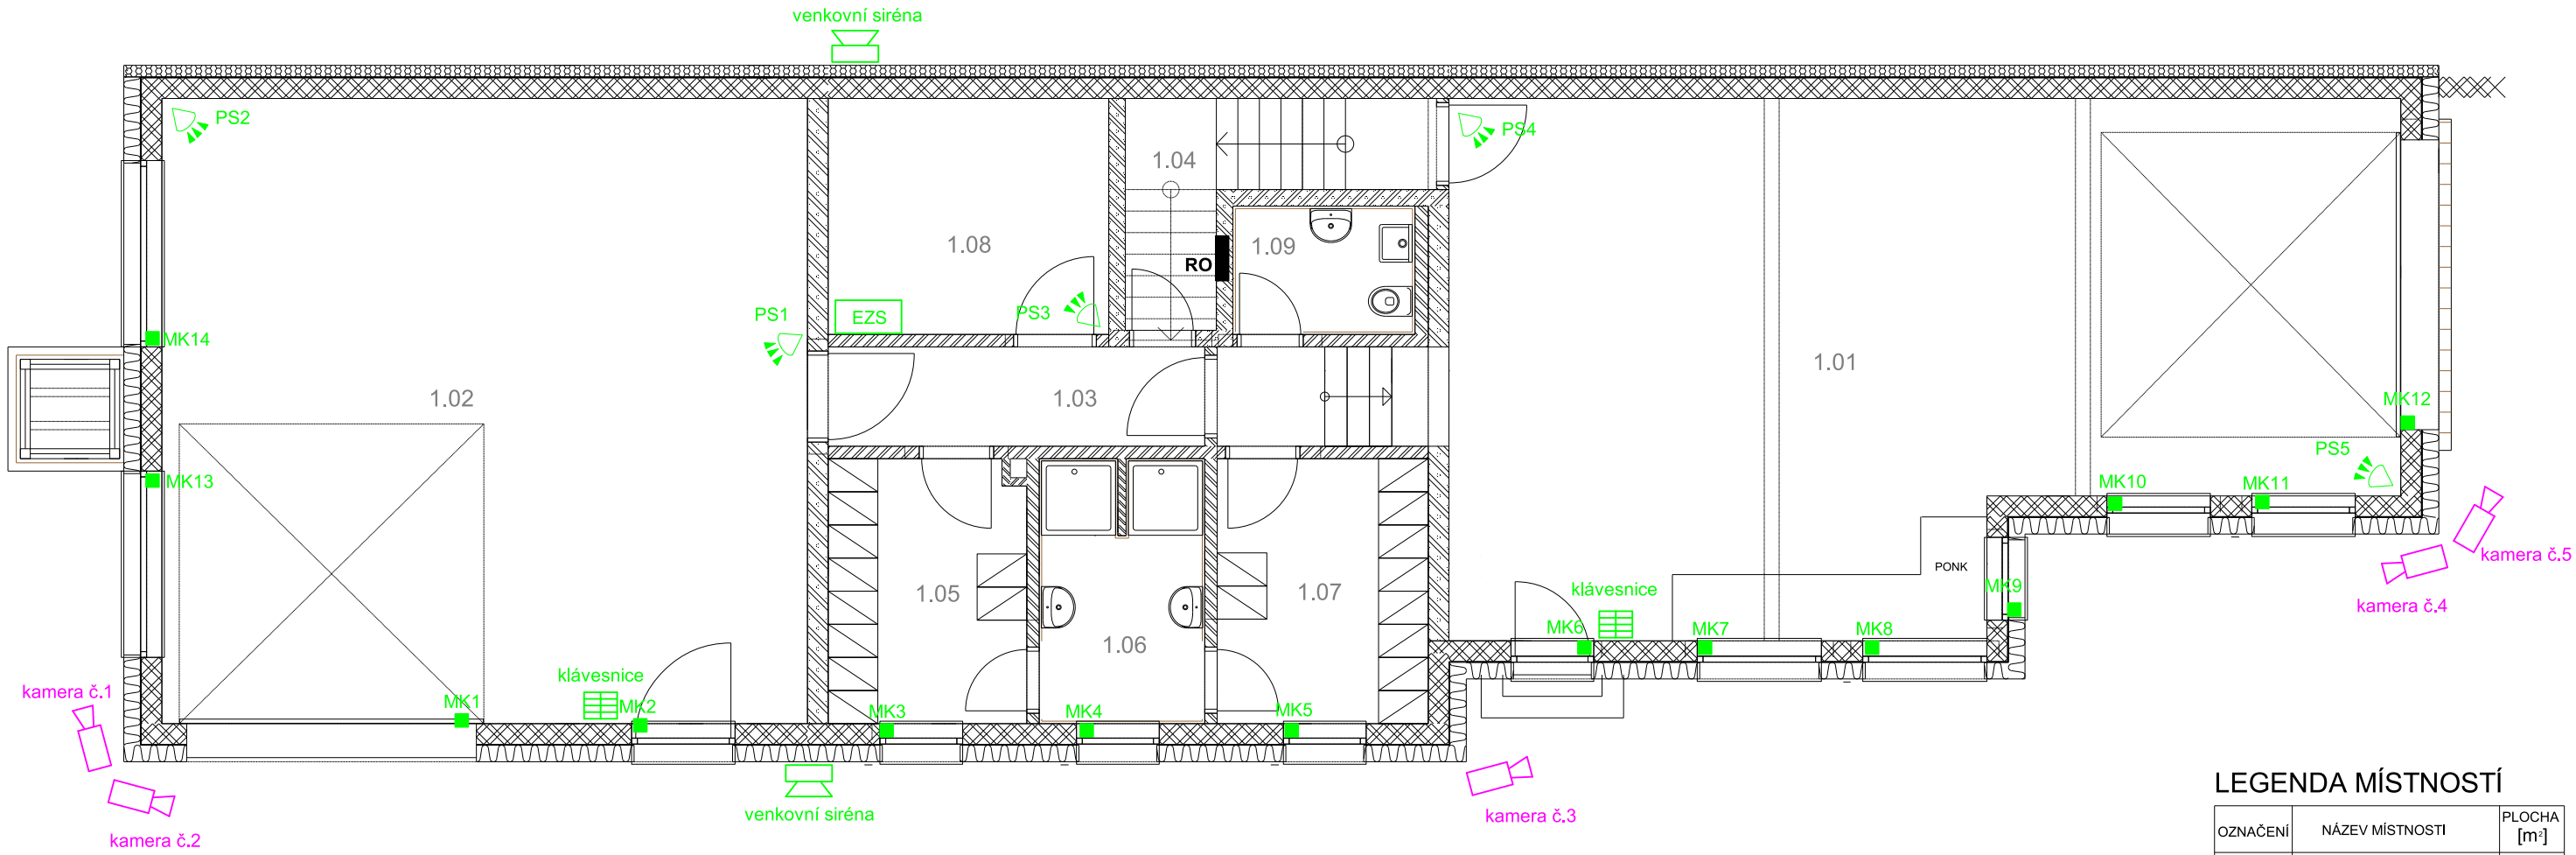 venkovní siréna
PS2
PS4
1.04
1.08
1.09
RO
PS1
EZS
PS3
MK14
1.01
1.02
1.03
MK12
PS5
MK13
MK10
MK11
kamera č.5
PONK
MK9
klávesnice
1.05
1.07
kamera č.4
MK6
MK7
MK8
1.06
klávesnice
kamera č.1
MK1
MK2
MK3
MK4
MK5
LEGENDA MÍSTNOSTÍ
venkovní siréna
kamera č.3
kamera č.2
OZNAČENÍ
NÁZEV MÍSTNOSTI
PLOCHA
[m²]